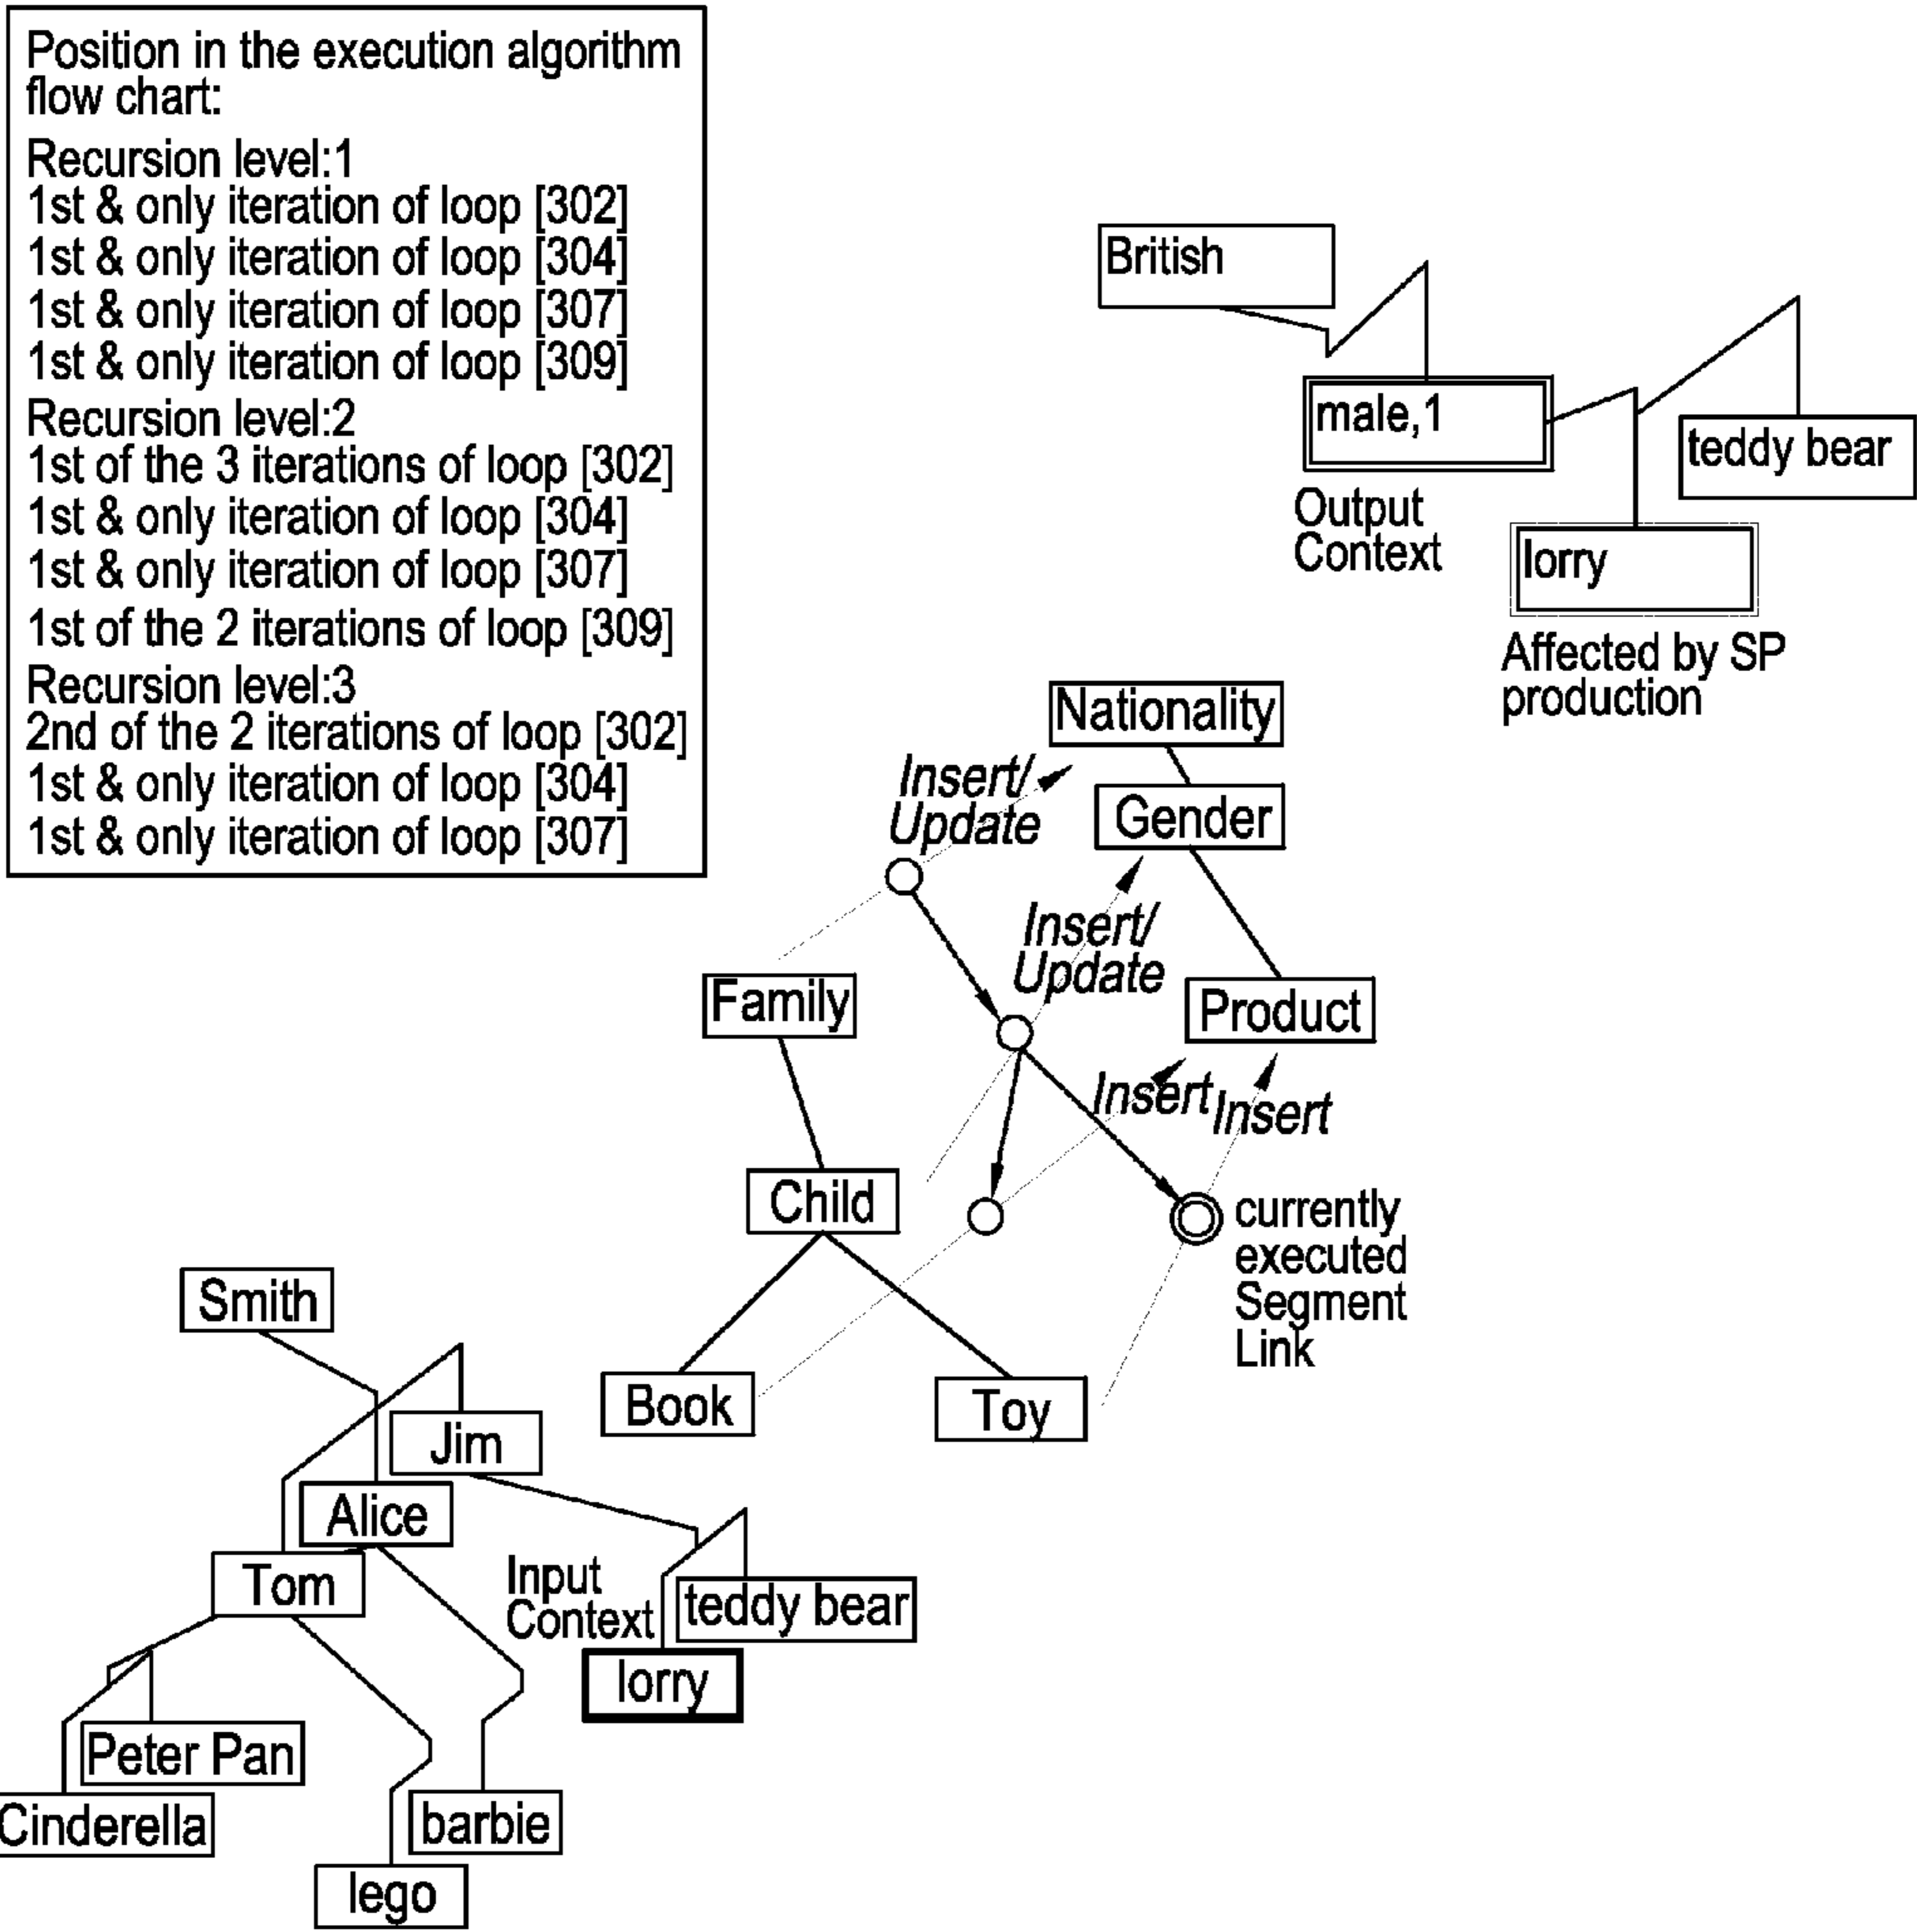 Position in the execution algorithm
flow chart:
Recursion level:1
1st & only iteration of loop [302]
1st & only iteration of loop [304]
1st & only iteration of loop [307]
1st & only iteration of loop [309]
Recursion level:2
1st of the 3 iterations of loop [302]
1st & only iteration of loop [304]
1st & only iteration of loop [307]
1st of the 2 iterations of loop [309]
Recursion level:3
2nd of the 2 iterations of loop [302]
1st & only iteration of loop [304]
1st & only iteration of loop [307]
British
male,1
teddy bear
Output
Context
lorry
Affected by SP
production
Nationality
Insert/
Update
Gender
Insert/
Update
Family
Product
Insert
Insert
Child
currently
executed
Segment
Link
Book
Toy
Smith
Jim
Alice
Tom
Input
Context
teddy bear
lorry
Peter Pan
Cinderella
barbie
lego